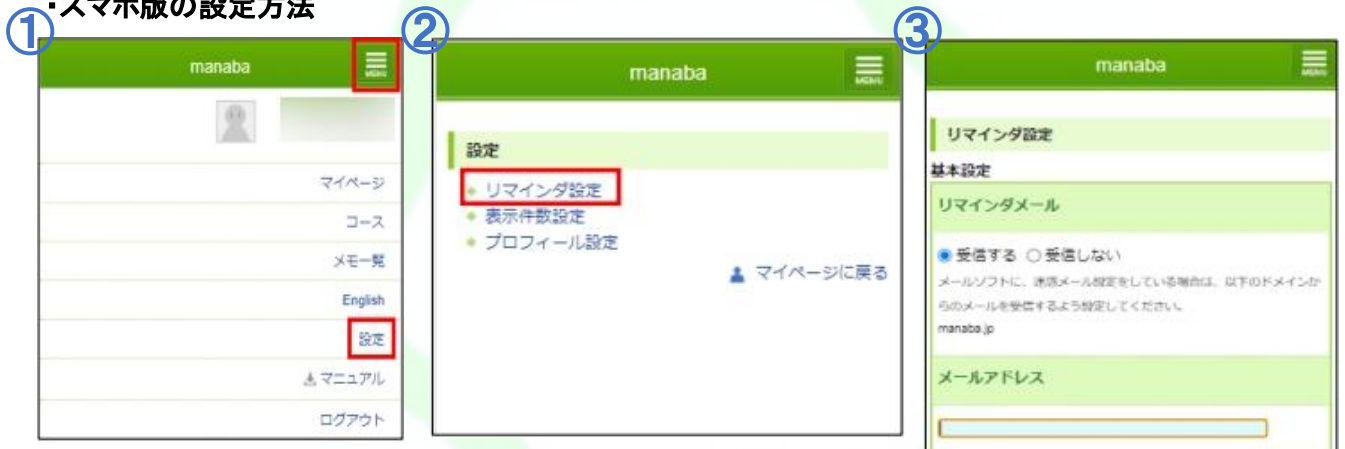 ・スマホ版の設定方法
①
manaba
MENU
マイページ
コース
メモ一覧
English
設定
マニュアル
ログアウト
②
manaba
MENU
設定
リマインダ設定
表示件数設定
プロフィール設定
マイページに戻る
③
manaba
MENU
リマインダ設定
基本設定
リマインダメール
受信する 受信しない
メールソフトに、迷惑メール設定をしている場合は、以下のドメインか
らのメールを受信するよう設定してください。
manaba.jp
メールアドレス